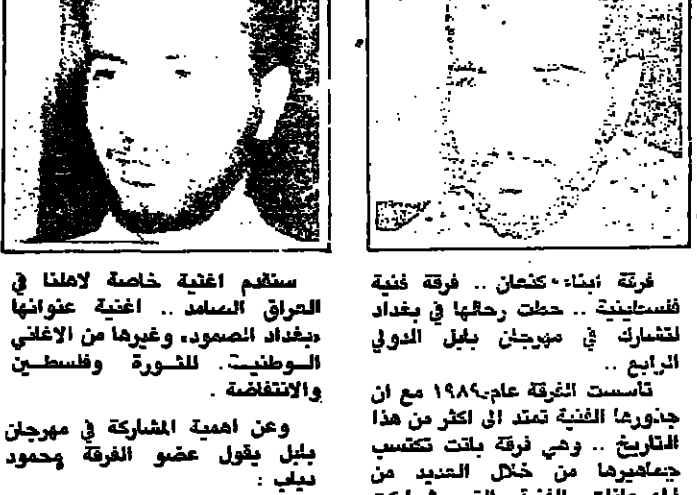 فرقة ابناء كنعان .. فرقة فنية
فلسطينية .. حطت رحالها في بغداد
لتشارك في مهرجان بابل الدولي
الرابع ..
تاسست الفرقة عام ١٩٨٩ مع ان
جذورها الفنية تمتد الى اكثر من هذا
التاريخ .. وهي فرقة باتت تكتسب
جماهيرها من خلال العديد من
الفنية التي
سنقدم اغنية خاصة لاهلنا في
العراق الصامد .. اغنية عنوانها
«بغداد الصمود» وغيرها من الاغاني
الوطنية. للثورة وفلسطين
والانتفاضة .
وعن اهمية المشاركة في مهرجان
بابل يقول عضو الفرقة محمود
دياب :